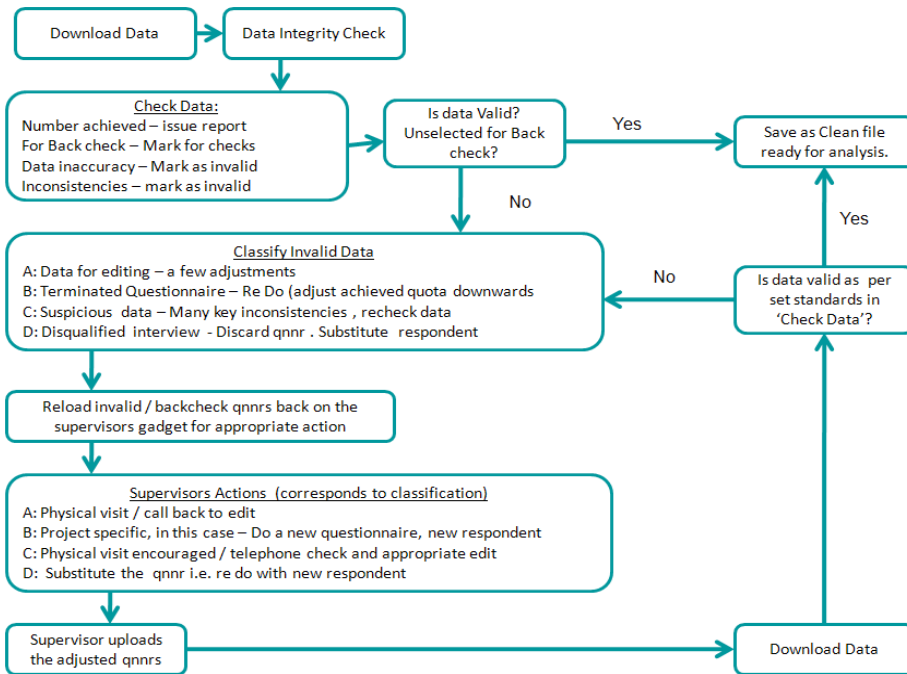 Download Data
Data Integrity Check
Check Data:
Number achieved – issue report
For Back check – Mark for checks
Data inaccuracy – Mark as invalid
Inconsistencies – mark as invalid
Is data Valid?
Unselected for Back
check?
Yes
Save as Clean file
ready for analysis.
No
Yes
Classify Invalid Data
A: Data for editing – a few adjustments
B: Terminated Questionnaire – Re Do (adjust achieved quota downwards
C: Suspicious data – Many key inconsistencies , recheck data
D: Disqualified interview - Discard qnnr . Substitute respondent
No
Is data valid as per
set standards in
‘Check Data’?
Reload invalid / backcheck qnnrs back on the
supervisors gadget for appropriate action
Supervisors Actions (corresponds to classification)
A: Physical visit / call back to edit
B: Project specific, in this case – Do a new questionnaire, new respondent
C: Physical visit encouraged / telephone check and appropriate edit
D: Substitute the qnnr i.e. re do with new respondent
Supervisor uploads
the adjusted qnnrs
Download Data